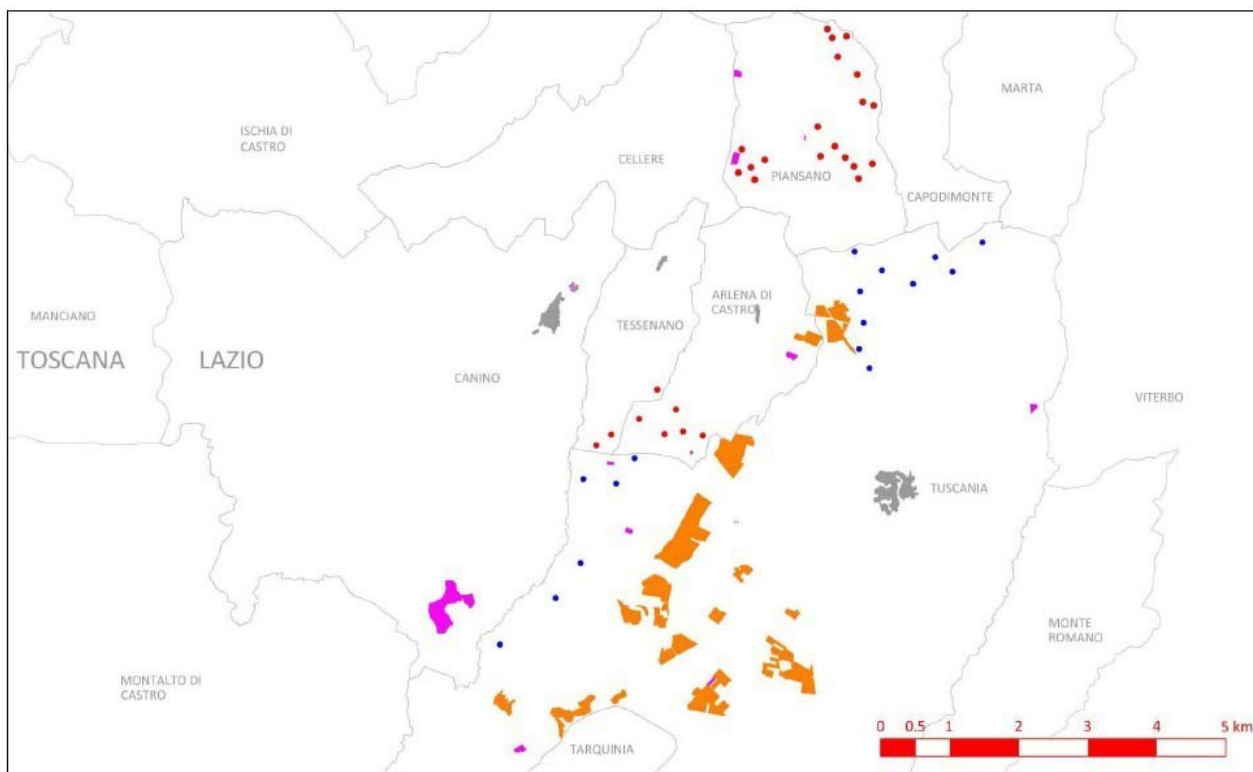 MARTA
ISCHIA DI
CASTRO
CELLERE
PIANSANO
CAPODIMONTE
ARLENA DI
CASTRO
MANCIANO
TESSENANO
TOSCANA
LAZIO
CANINO
VITERBO
TUSCANIA
MONTE
ROMANO
MONTALTO DI
CASTRO
TARQUINIA
0 0.5 1 2 3 4 5 km